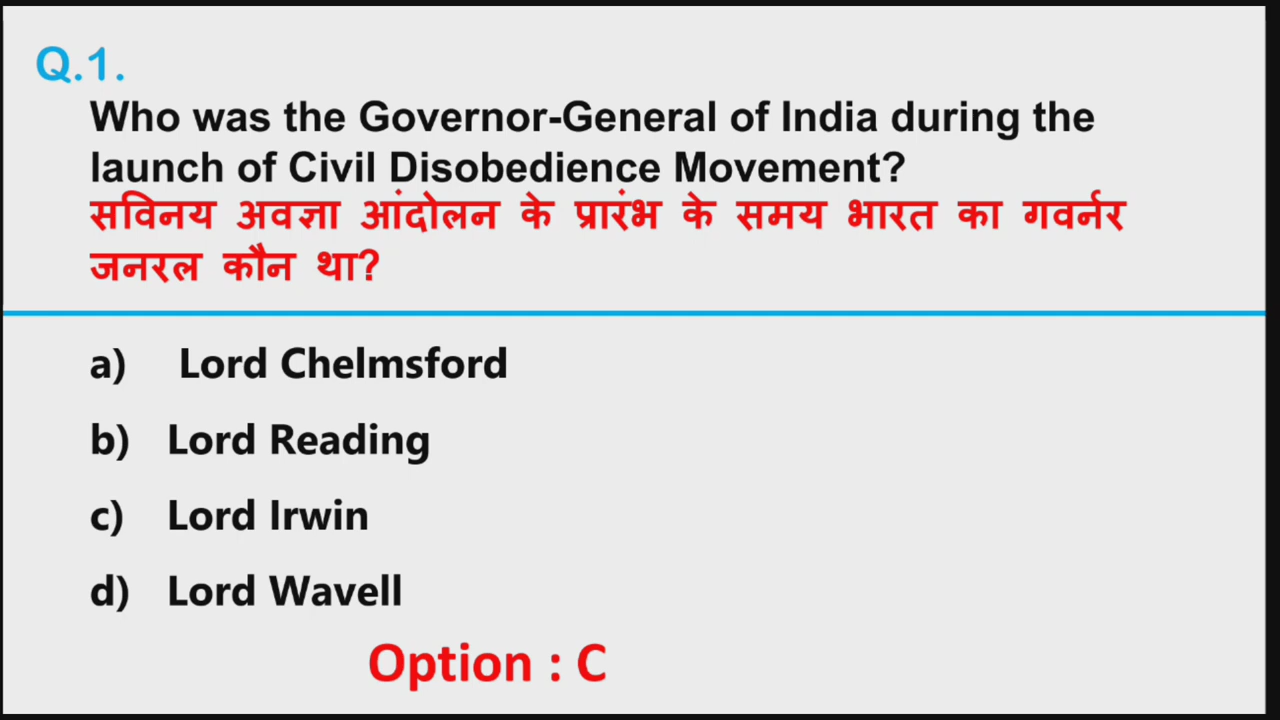 Q.1.
Who was the Governor-General of India during the
launch of Civil Disobedience Movement?
सविनय अवज्ञा आंदोलन के प्रारंभ के समय भारत का गवर्नर
जनरल कौन था?
a) Lord Chelmsford
b) Lord Reading
c) Lord Irwin
d) Lord Wavell
Option : C